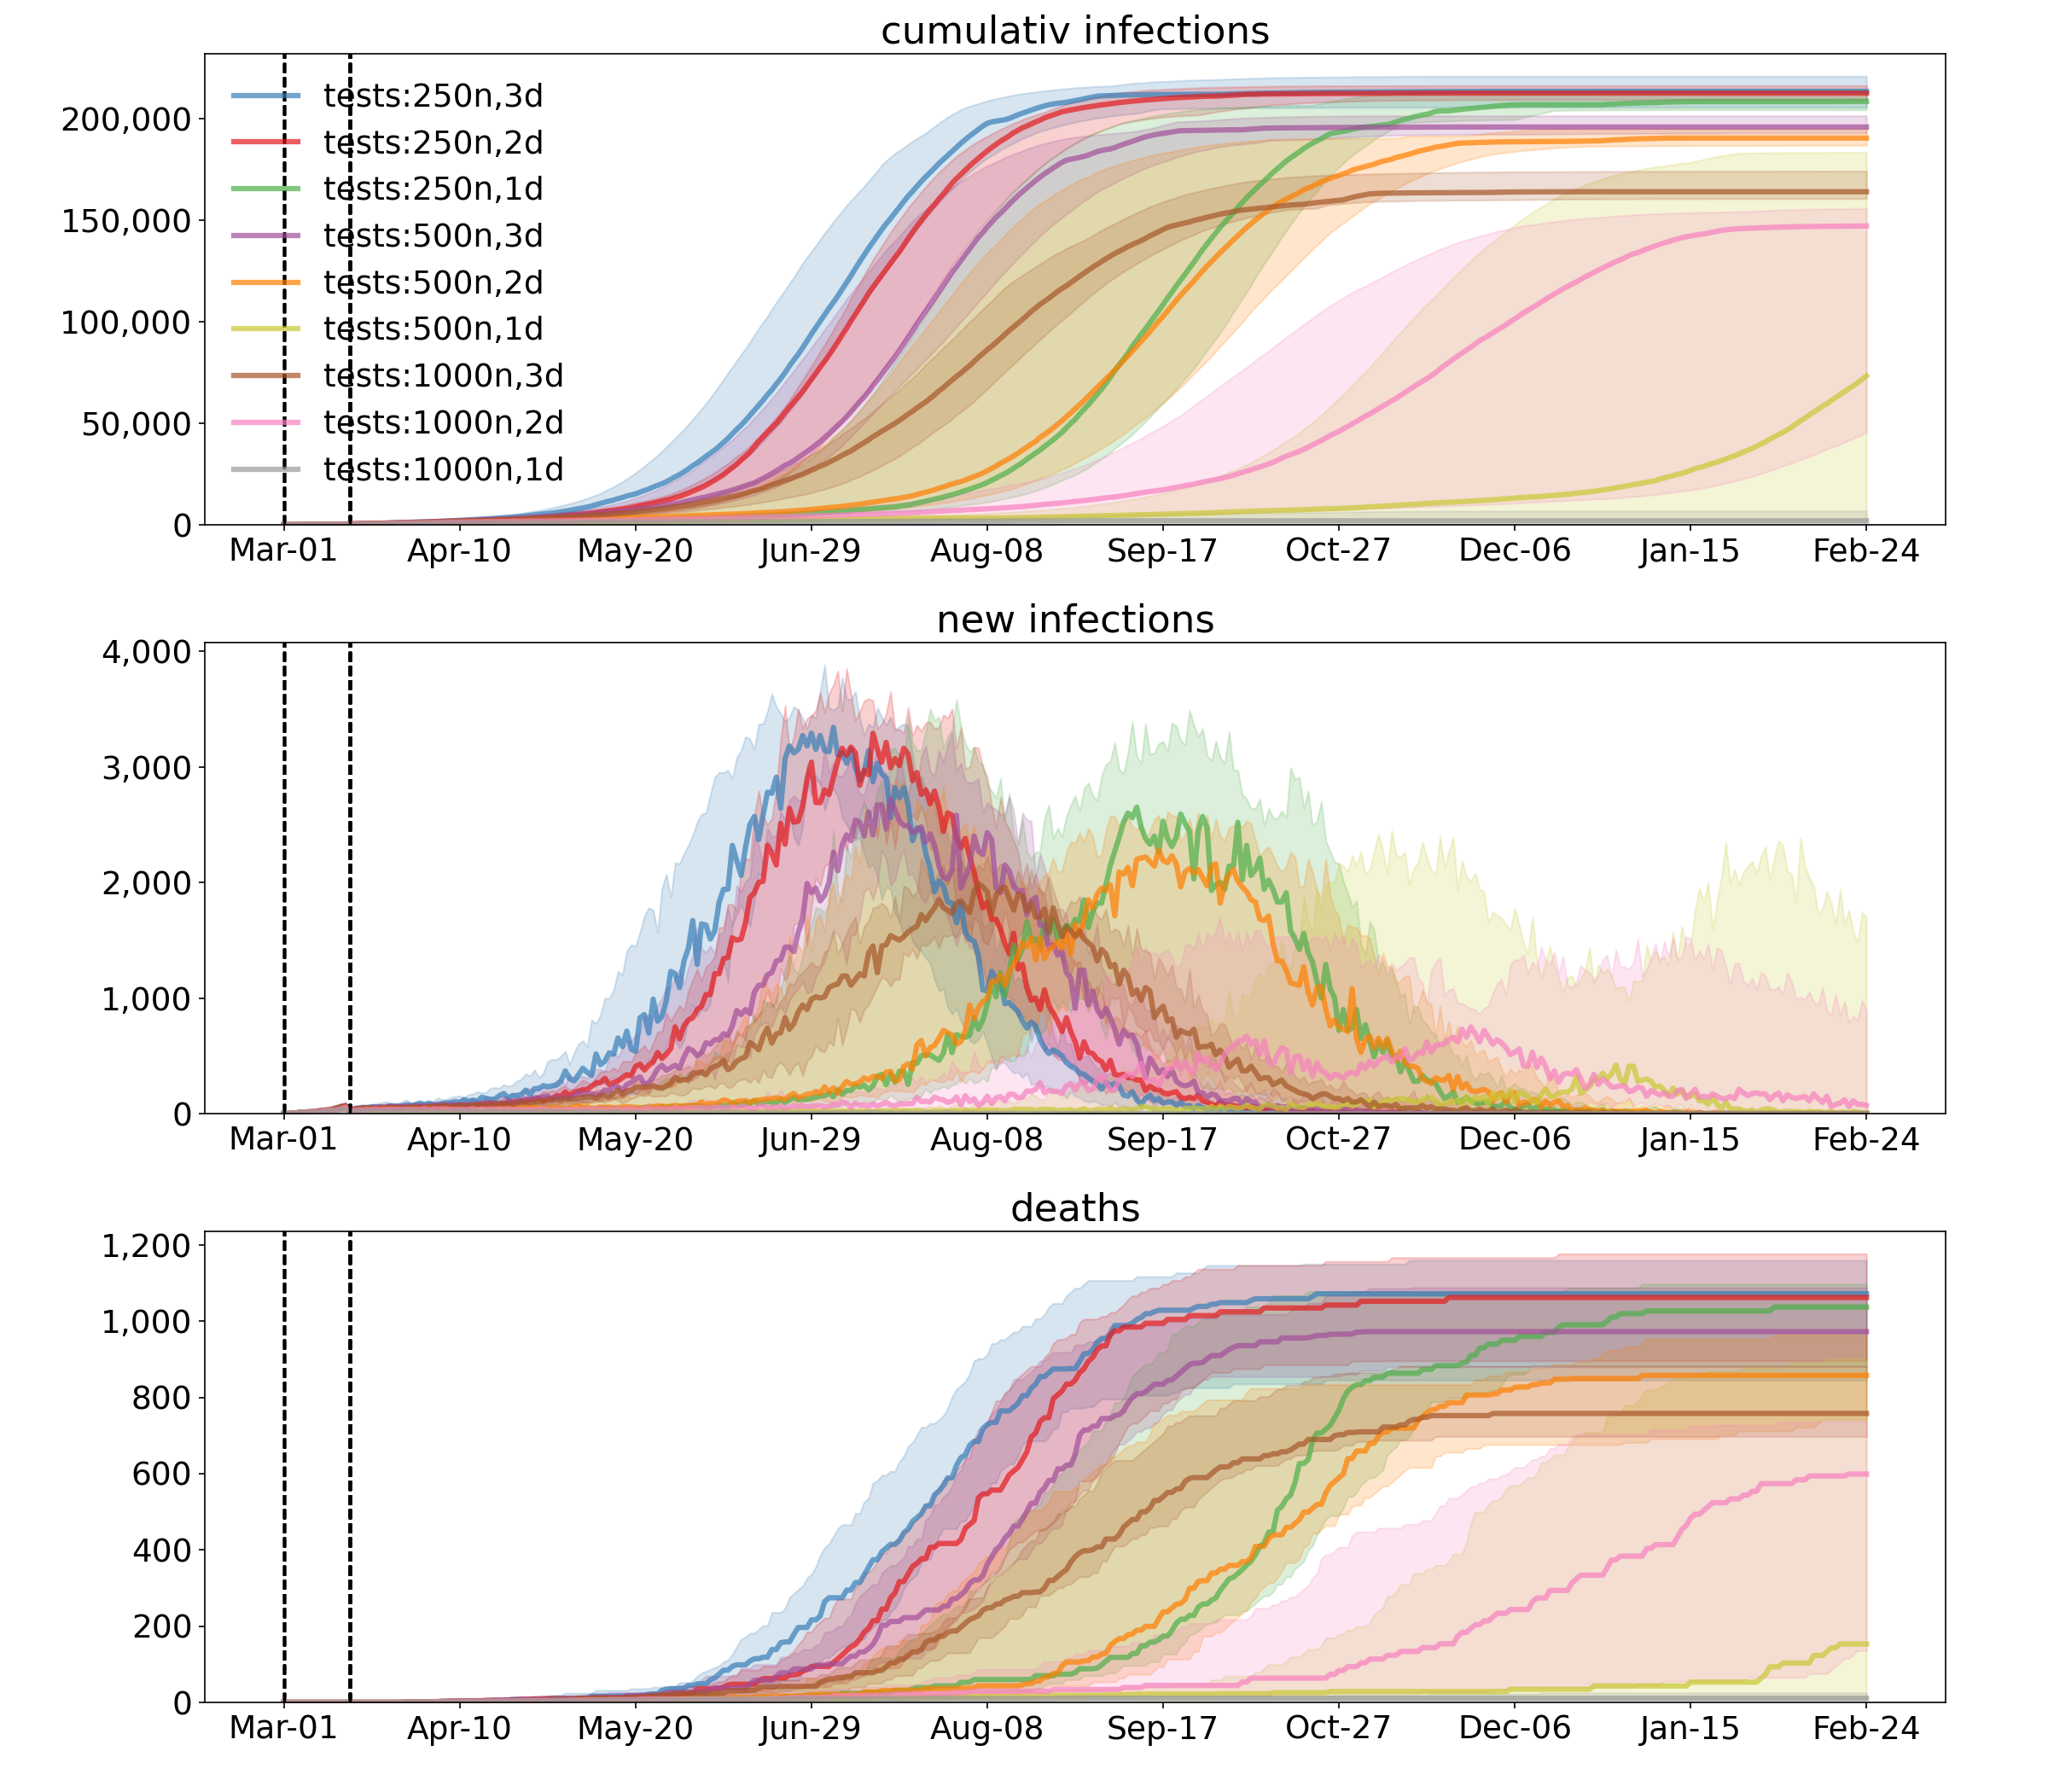 cumulativ infections
200,000
150,000
100,000
50,000
0
tests:250n,3d
tests:250n,2d
tests:250n,1d
tests:500n,3d
tests:500n,2d
tests:500n,1d
tests:1000n,3d
tests:1000n,2d
tests:1000n,1d
Mar-01 Apr-10 May-20 Jun-29 Aug-08 Sep-17 Oct-27 Dec-06 Jan-15 Feb-24
new infections
4,000
3,000
2,000
1,000
0
Mar-01 Apr-10 May-20 Jun-29 Aug-08 Sep-17 Oct-27 Dec-06 Jan-15 Feb-24
deaths
1,200
1,000
800
600
400
200
0
Mar-01 Apr-10 May-20 Jun-29 Aug-08 Sep-17 Oct-27 Dec-06 Jan-15 Feb-24